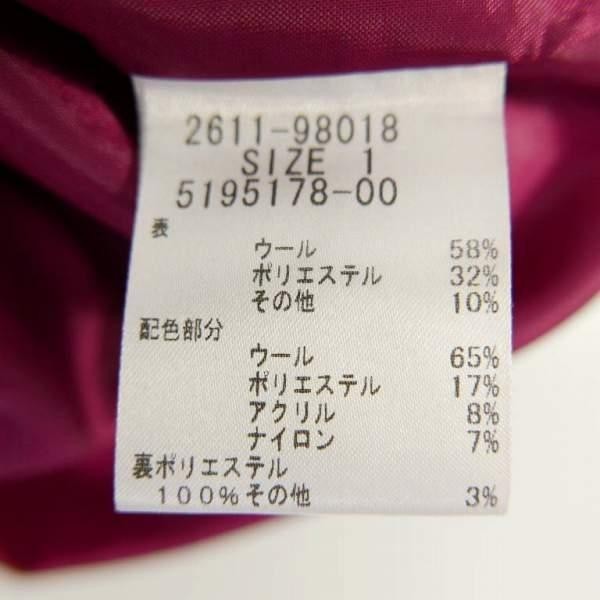 2611-98018
SIZE 1
5195178-00
表
ウール 58%
ポリエステル 32%
その他 10%
配色部分
ウール 65%
ポリエステル 17%
アクリル 8%
ナイロン 7%
裏ポリエステル
100%その他 3%